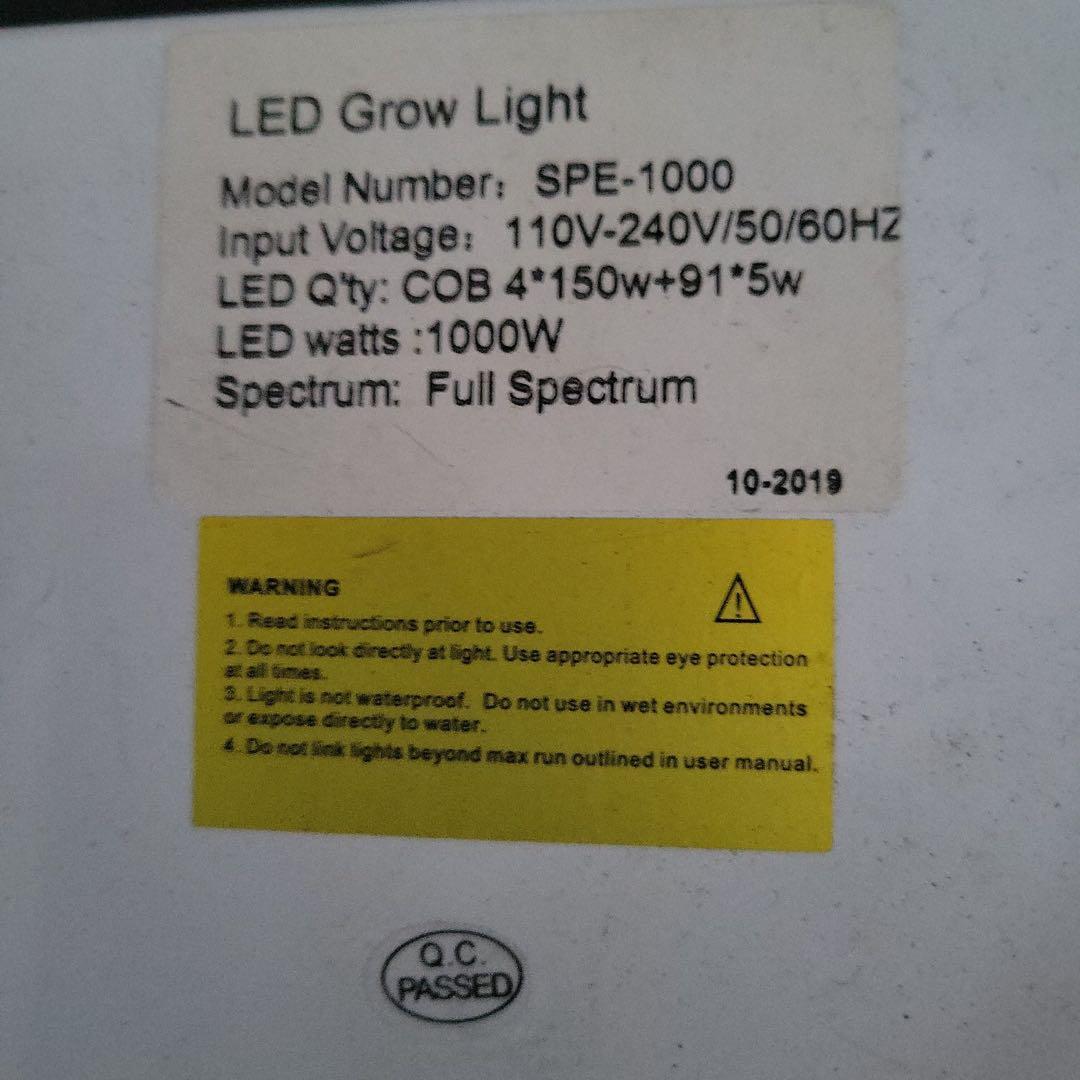 LED Grow Light
Model Number: SPE-1000
Input Voltage: 110V-240V/50/60HZ
LED Q'ty: COB 4*150w+91*5w
LED watts :1000W
Spectrum: Full Spectrum
10-2019
WARNING
1. Read instructions prior to use.
2. Do not look directly at light. Use appropriate eye protection
at all times.
3. Light is not waterproof. Do not use in wet environments
or expose directly to water.
4. Do not link lights beyond max run outlined in user manual.
Q.C.
PASSED